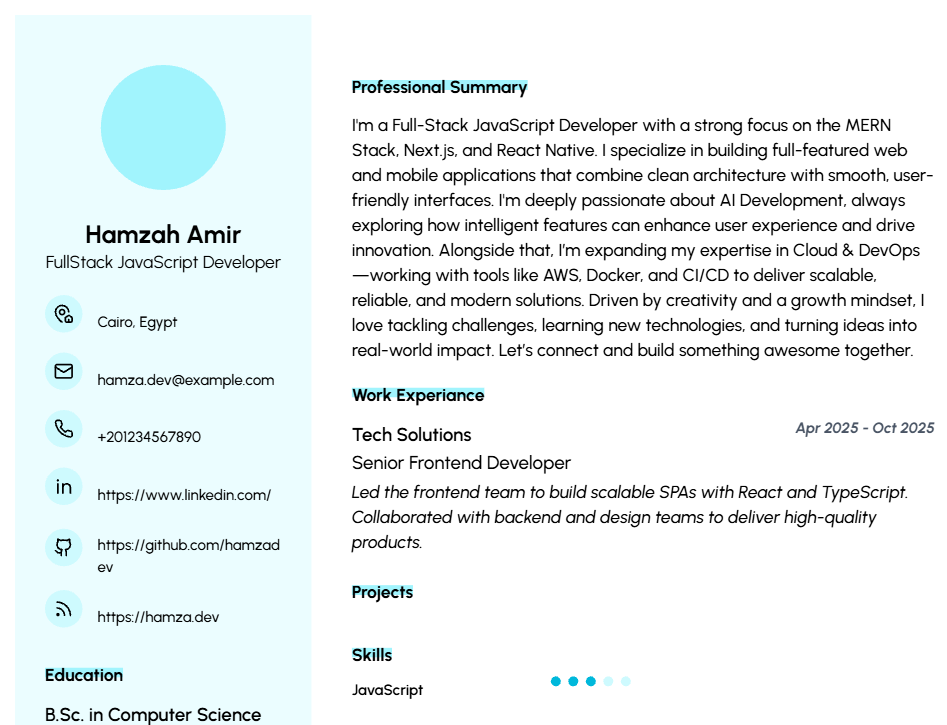 Hamzah Amir
FullStack JavaScript Developer
Cairo, Egypt
hamza.dev@example.com
+201234567890
in
https://www.linkedin.com/
https://github.com/hamzad
ev
https://hamza.dev
Education
B.Sc. in Computer Science
Professional Summary
I'm a Full-Stack JavaScript Developer with a strong focus on the MERN
Stack, Next.js, and React Native. I specialize in building full-featured web
and mobile applications that combine clean architecture with smooth, user-
friendly interfaces. I'm deeply passionate about AI Development, always
exploring how intelligent features can enhance user experience and drive
innovation. Alongside that, I’m expanding my expertise in Cloud & DevOps
—working with tools like AWS, Docker, and CI/CD to deliver scalable,
reliable, and modern solutions. Driven by creativity and a growth mindset, I
love tackling challenges, learning new technologies, and turning ideas into
real-world impact. Let’s connect and build something awesome together.
Work Experiance
Tech Solutions
Apr 2025 - Oct 2025
Senior Frontend Developer
Led the frontend team to build scalable SPAs with React and TypeScript.
Collaborated with backend and design teams to deliver high-quality
products.
Projects
Skills
JavaScript